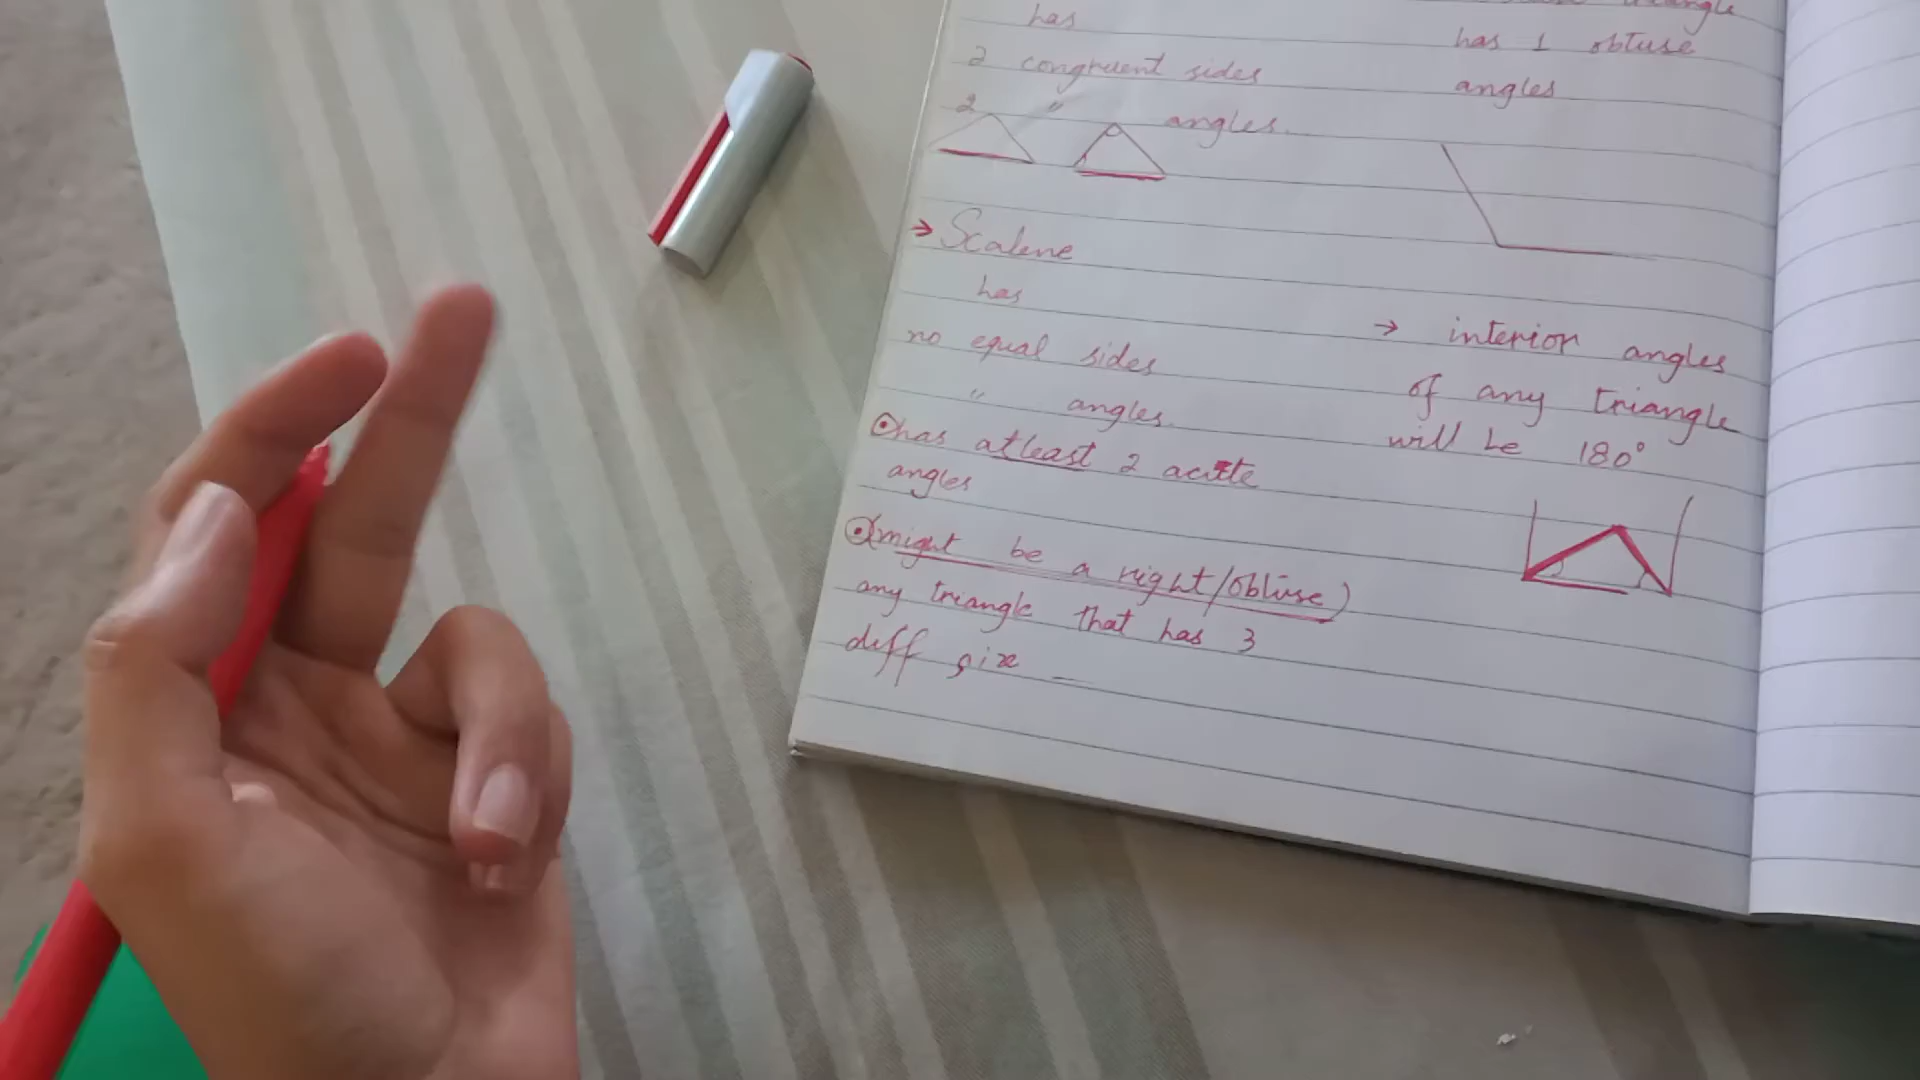 has
2 congruent sides
2 " angles.
→ Scalene
has
no equal sides
" angles.
has atleast 2 acute
angles
(might be a right/obtuse)
any triangle that has 3
diff size
triangle
has 1 obtuse
angles
→ interior angles
of any triangle
will be 180°